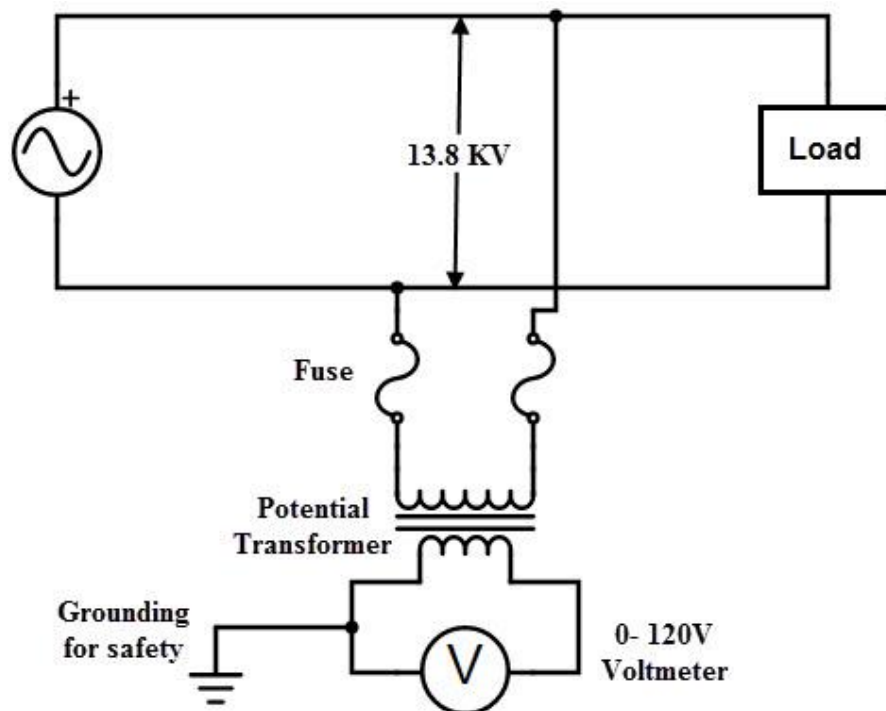 +
13.8 KV
Load
Fuse
Potential
Transformer
Grounding
for safety
V
0- 120V
Voltmeter